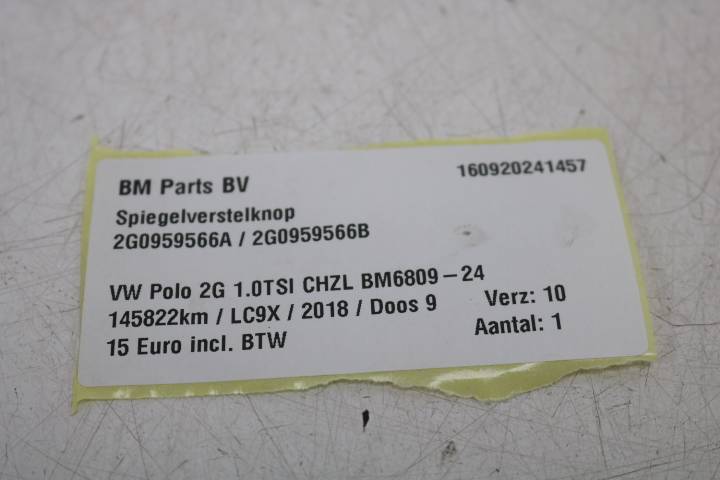 BM Parts BV
160920241457
Spiegelverstelknop
2G0959566A / 2G0959566B
VW Polo 2G 1.0TSI CHZL BM6809-24
145822km / LC9X / 2018 / Doos 9
Verz: 10
15 Euro incl. BTW
Aantal: 1